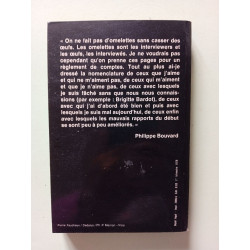 « On ne fait pas d'omelettes sans casser des
œufs. Les omelettes sont les interviewers et
les œufs, les interviewés. Je ne voudrais pas
cependant qu'on prenne ces pages pour un
règlement de comptes. Tout au plus ai-je
dressé la nomenclature de ceux que j'aime
et qui ne m'aiment pas, de ceux qui m'aiment
et que je n'aime pas, de ceux avec lesquels
je suis fâché sans que nous nous connais-
sions (par exemple : Brigitte Bardot), de ceux
avec qui j'ai d'abord été bien et puis avec
lesquels je suis mal aujourd'hui, de ceux enfin
avec lesquels les mauvais rapports du début
se sont peu à peu améliorés. »
Philippe Bouvard